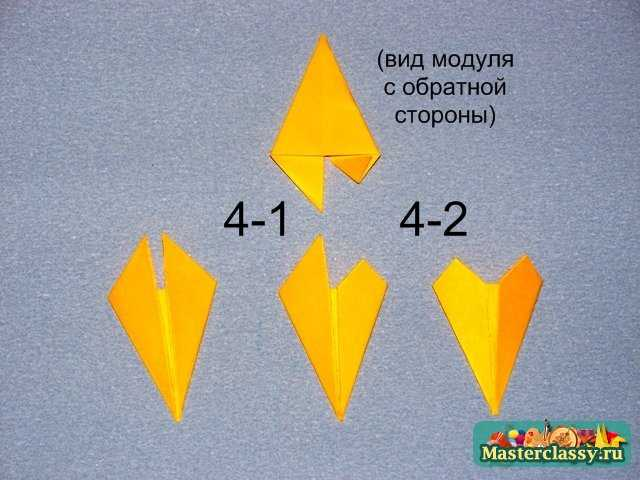 (вид модуля
с обратной
стороны)
4-1
4-2
Masterclassy.ru